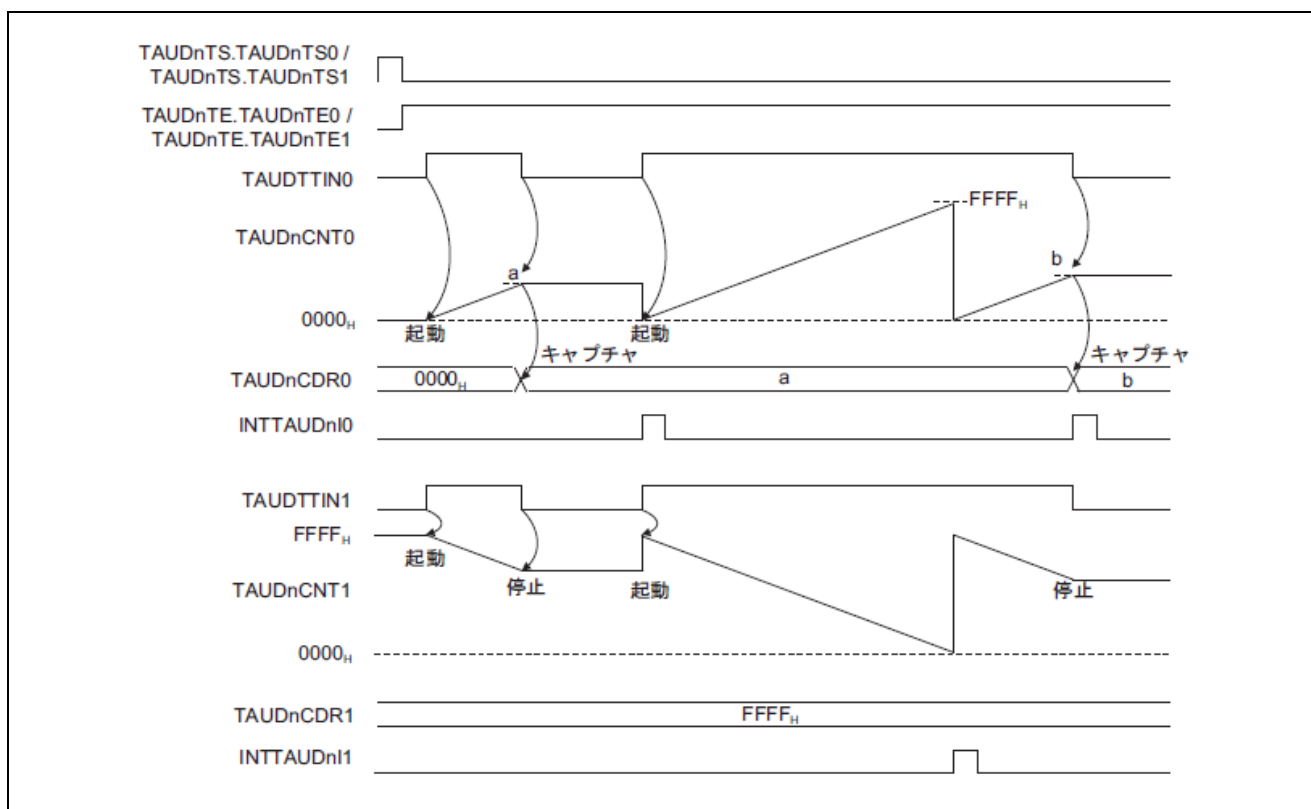 TAUDnTS.TAUDnTS0 /
TAUDnTS.TAUDnTS1
TAUDnTE.TAUDnTE0 /
TAUDnTE.TAUDnTE1
TAUDTTIN0
FFFFH
TAUDnCNT0
a
b
0000H
起動
起動
キャプチャ
キャプチャ
TAUDnCDR0
0000H
a
b
INTTAUDnI0
TAUDTTIN1
FFFFH
起動
停止
起動
停止
TAUDnCNT1
0000H
TAUDnCDR1
FFFFH
INTTAUDnI1